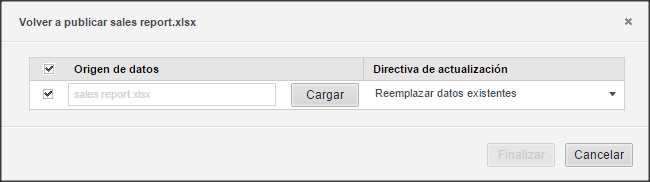 Volver a publicar sales report.xlsx
Origen de datos Directiva de actualización
sales report.xlsx Cargar Reemplazar datos existentes
Finalizar Cancelar